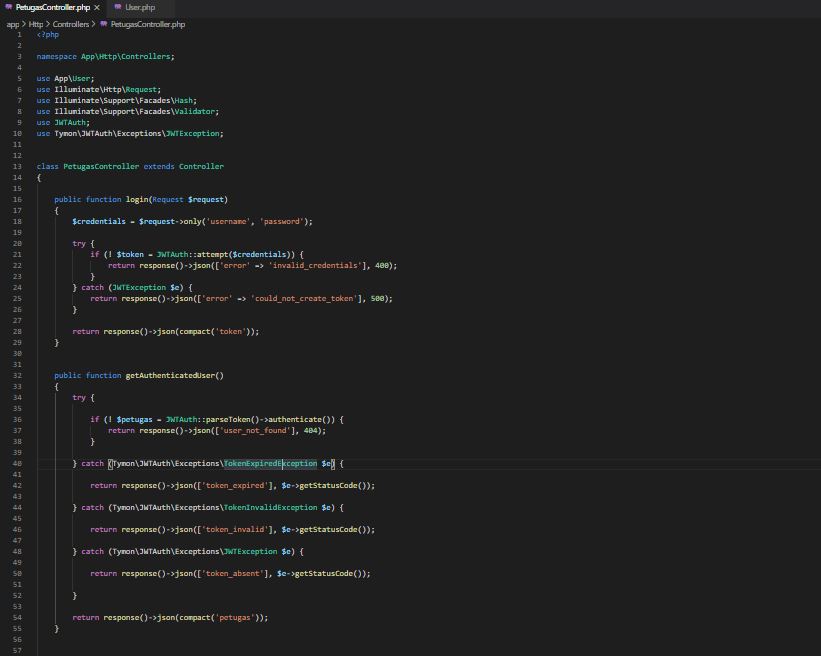 PetugasController.php × User.php
app > Http > Controllers > PetugasController.php
1 <?php
2
3 namespace App\Http\Controllers;
4
5 use App\User;
6 use Illuminate\Http\Request;
7 use Illuminate\Support\Facades\Hash;
8 use Illuminate\Support\Facades\Validator;
9 use JWTAuth;
10 use Tymon\JWTAuth\Exceptions\JWTException;
11
12
13 class PetugasController extends Controller
14 {
15
16 public function login(Request $request)
17 {
18 $credentials = $request->only('username', 'password');
19
20 try {
21 if (! $token = JWTAuth::attempt($credentials)) {
22 return response()->json(['error' => 'invalid_credentials'], 400);
23 }
24 } catch (JWTException $e) {
25 return response()->json(['error' => 'could_not_create_token'], 500);
26 }
27
28 return response()->json(compact('token'));
29 }
30
31
32 public function getAuthenticatedUser()
33 {
34 try {
35
36 if (! $petugas = JWTAuth::parseToken()->authenticate()) {
37 return response()->json(['user_not_found'], 404);
38 }
39
40 } catch (Tymon\JWTAuth\Exceptions\TokenExpiredException $e) {
41
42 return response()->json(['token_expired'], $e->getStatusCode());
43
44 } catch (Tymon\JWTAuth\Exceptions\TokenInvalidException $e) {
45
46 return response()->json(['token_invalid'], $e->getStatusCode());
47
48 } catch (Tymon\JWTAuth\Exceptions\JWTException $e) {
49
50 return response()->json(['token_absent'], $e->getStatusCode());
51
52 }
53
54 return response()->json(compact('petugas'));
55 }
56
57